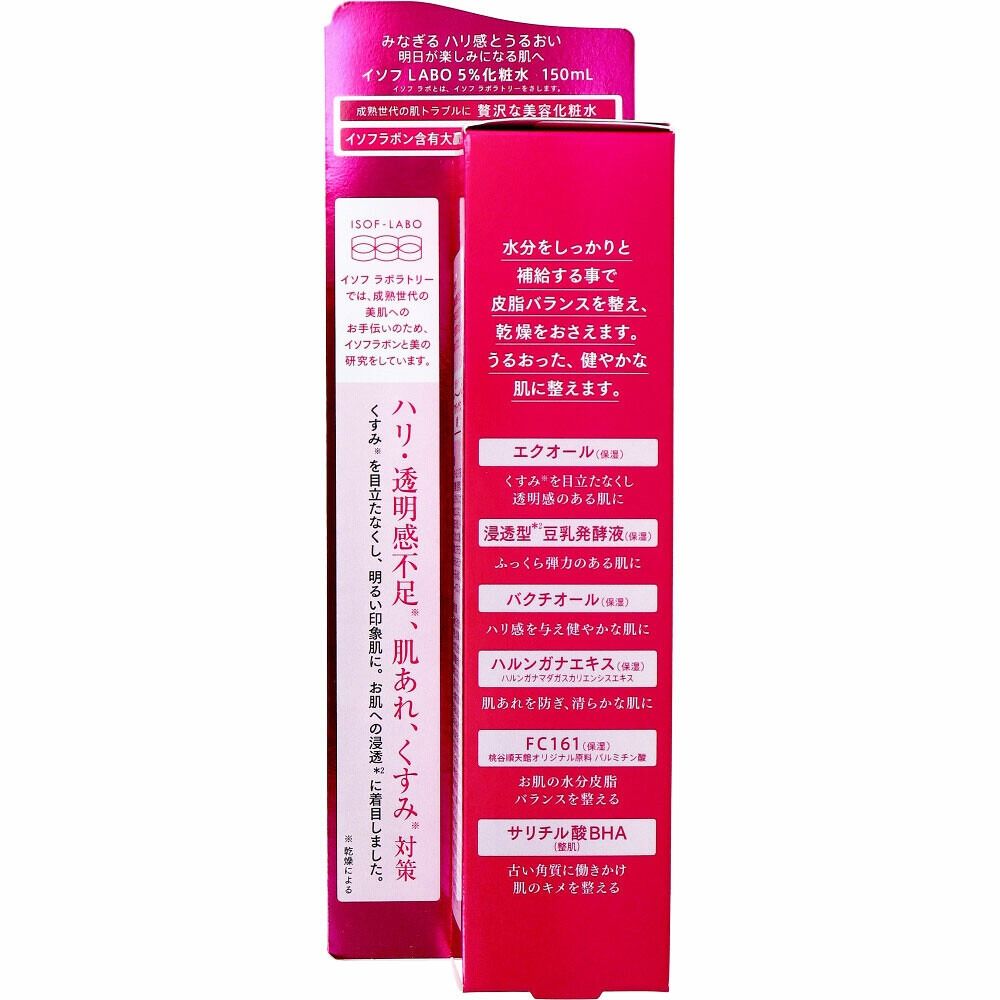 みなぎる ハリ感とうるおい
明日が楽しみになる肌へ
イソフ LABO 5%化粧水 150mL
イソフ ラボとは、イソフ ラボラトリーをさします。
成熟世代の肌トラブルに 贅沢な美容化粧水
イソフラボン含有大
ISOF-LABO
イソフ ラボラトリー
では、成熟世代の
美肌への
お手伝いのため、
イソフラボンと美の
研究をしています。
ハリ・透明感不足※、肌あれ、くすみ※対策
くすみ※を目立たなくし、明るい印象肌に。お肌への浸透*2に着目しました。
※乾燥による
水分をしっかりと
補給する事で
皮脂バランスを整え、
乾燥をおさえます。
うるおった、健やかな
肌に整えます。
エクオール(保湿)
くすみ※を目立たなくし
透明感のある肌に
浸透型*2豆乳発酵液(保湿)
ふっくら弾力のある肌に
バクチオール(保湿)
ハリ感を与え健やかな肌に
ハルンガナエキス(保湿)
ハルンガナマダガスカリエンシスエキス
肌あれを防ぎ、清らかな肌に
FC161(保湿)
桃谷順天館オリジナル原料 パルミチン酸
お肌の水分皮脂
バランスを整える
サリチル酸BHA
(整肌)
古い角質に働きかけ
肌のキメを整える